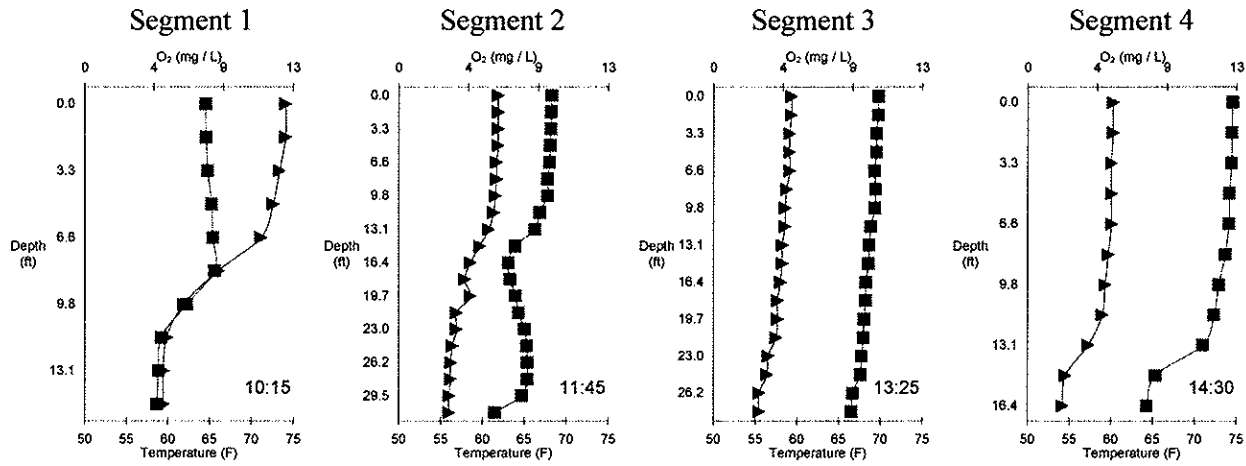 Segment 1 Segment 2 Segment 3 Segment 4
O₂ (mg / L) O₂ (mg / L) O₂ (mg / L) O₂ (mg / L)
0 4 9 13 0 4 9 13 0 4 9 13 0 4 9 13
0.0
3.3
6.6
Depth
(ft)
9.8
13.1
10:15
50 55 60 65 70 75
Temperature (F)
0.0
3.3
6.6
9.8
13.1
Depth
(ft)
16.4
19.7
23.0
26.2
29.5
11:45
50 55 60 65 70 75
Temperature (F)
0.0
3.3
6.6
9.8
13.1
Depth
(ft)
16.4
19.7
23.0
26.2
13:25
50 55 60 65 70 75
Temperature (F)
0.0
3.3
6.6
Depth
(ft)
9.8
13.1
16.4
14:30
50 55 60 65 70 75
Temperature (F)